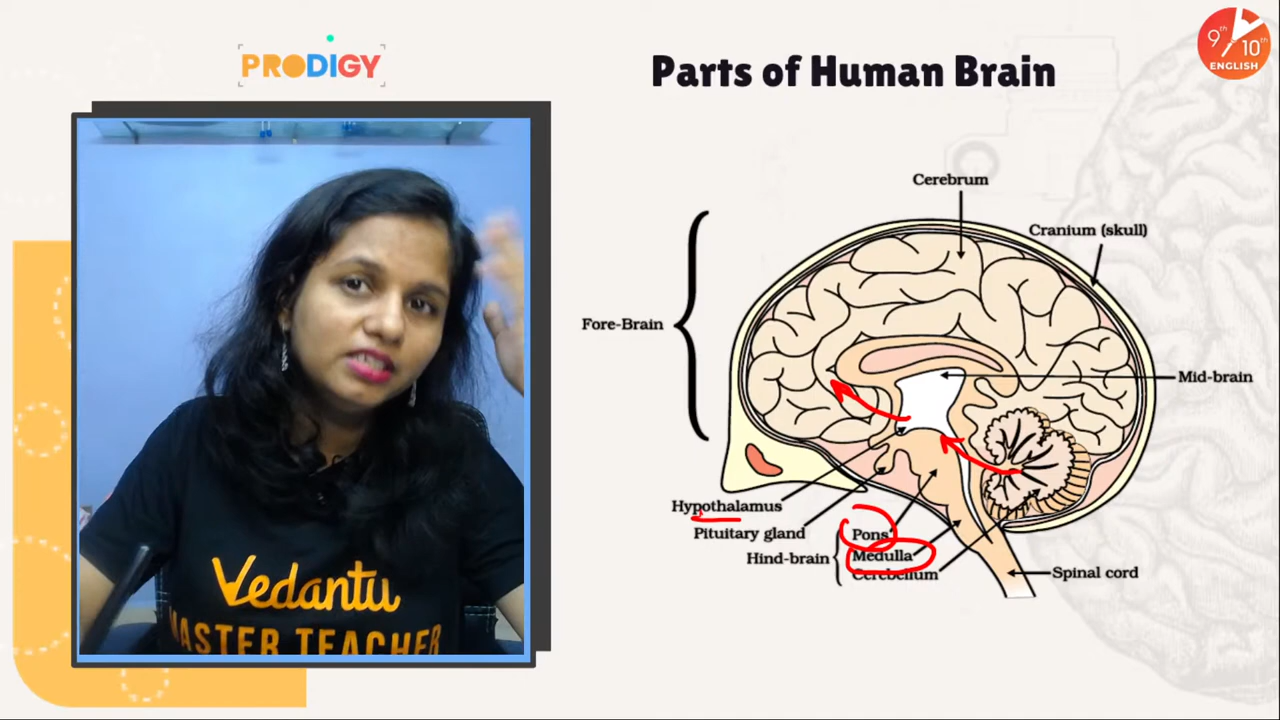 PRODIGY
Parts of Human Brain
9th 10th
ENGLISH
Cerebrum
Cranium (skull)
Fore-Brain
Mid-brain
Hypothalamus
Pituitary gland
Hind-brain
Pons
Medulla
Cerebellum
Spinal cord
Vedantu
MASTER TEACHER